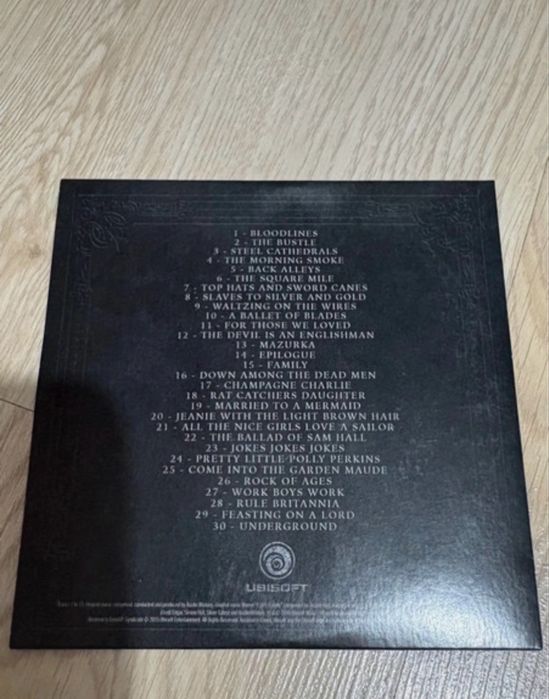 1 - BLOODLINES
2 - THE BUSTLE
3 - STEEL CATHEDRALS
4 - THE MORNING SMOKE
5 - BACK ALLEYS
6 - THE SQUARE MILE
7 - TOP HATS AND SWORD CANES
8 - SLAVES TO SILVER AND GOLD
9 - WALTZING ON THE WIRES
10 - A BALLET OF BLADES
11 - FOR THOSE WE LOVED
12 - THE DEVIL IS AN ENGLISHMAN
13 - MAZURKA
14 - EPILOGUE
15 - FAMILY
16 - DOWN AMONG THE DEAD MEN
17 - CHAMPAGNE CHARLIE
18 - RAT CATCHERS DAUGHTER
19 - MARRIED TO A MERMAID
20 - JEANIE WITH THE LIGHT BROWN HAIR
21 - ALL THE NICE GIRLS LOVE A SAILOR
22 - THE BALLAD OF SAM HALL
23 - JOKES JOKES JOKES
24 - PRETTY LITTLE POLLY PERKINS
25 - COME INTO THE GARDEN MAUDE
26 - ROCK OF AGES
27 - WORK BOYS WORK
28 - RULE BRITANNIA
29 - FEASTING ON A LORD
30 - UNDERGROUND
UBISOFT